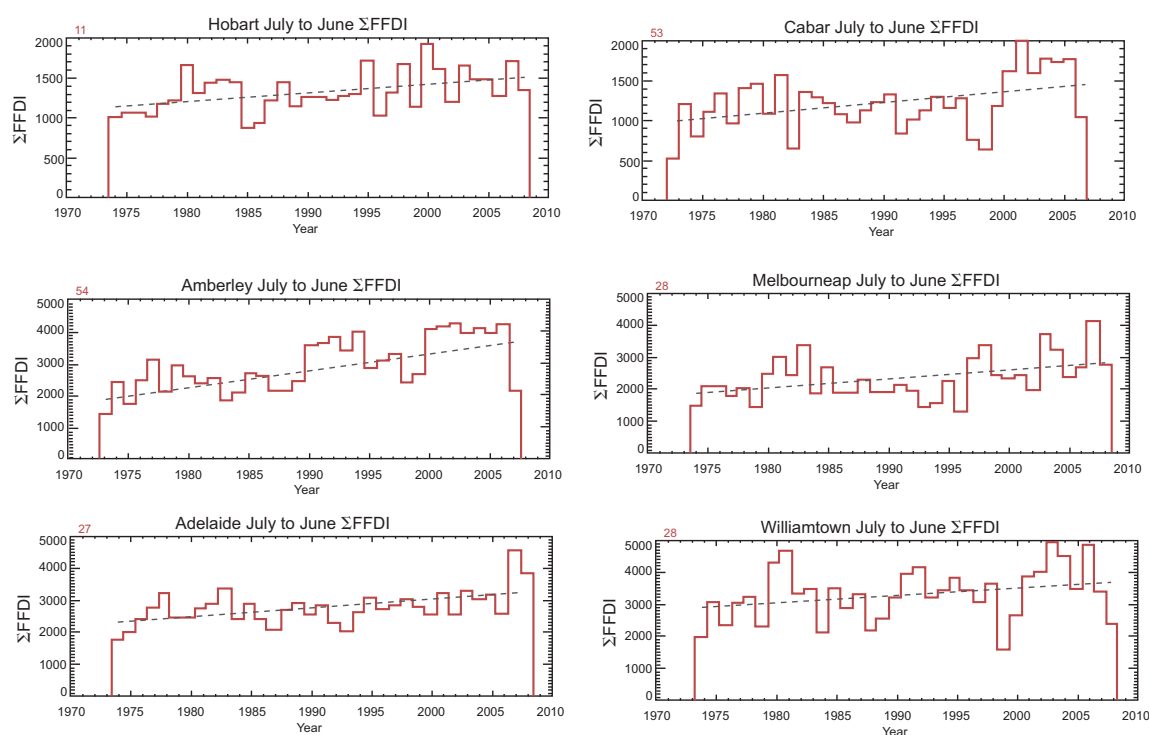 Hobart July to June ΣFFDI
11
2000
1500
1000
500
0
ΣFFDI
1970 1975 1980 1985 1990 1995 2000 2005 2010
Year
Cabar July to June ΣFFDI
53
2000
1500
1000
500
0
ΣFFDI
1970 1975 1980 1985 1990 1995 2000 2005 2010
Year
Amberley July to June ΣFFDI
54
5000
4000
3000
2000
1000
0
ΣFFDI
1970 1975 1980 1985 1990 1995 2000 2005 2010
Year
Melbourneap July to June ΣFFDI
28
5000
4000
3000
2000
1000
0
ΣFFDI
1970 1975 1980 1985 1990 1995 2000 2005 2010
Year
Adelaide July to June ΣFFDI
27
5000
4000
3000
2000
1000
0
ΣFFDI
1970 1975 1980 1985 1990 1995 2000 2005 2010
Year
Williamtown July to June ΣFFDI
28
5000
4000
3000
2000
1000
0
ΣFFDI
1970 1975 1980 1985 1990 1995 2000 2005 2010
Year